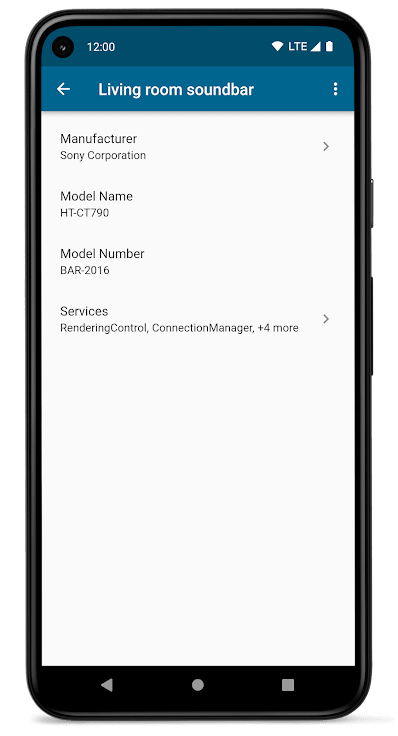 12:00
LTE
Living room soundbar
Manufacturer
Sony Corporation
Model Name
HT-CT790
Model Number
BAR-2016
Services
RenderingControl, ConnectionManager, +4 more